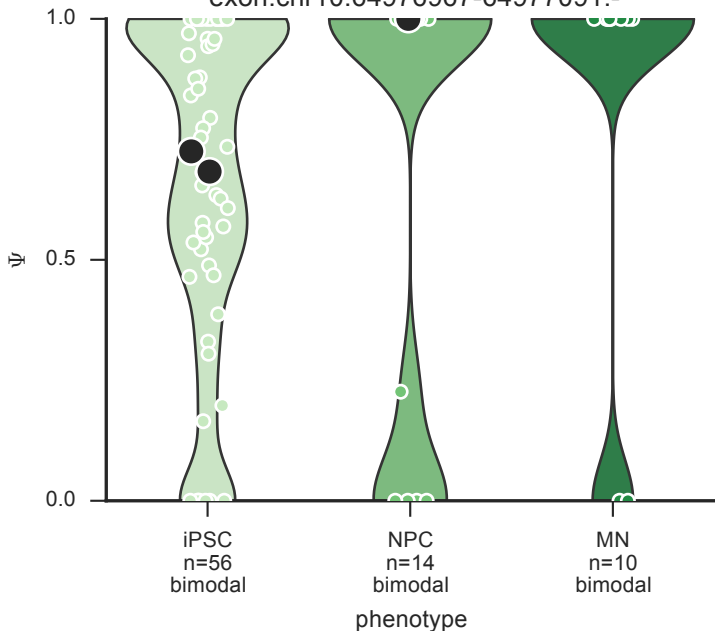 1.0
Ψ
0.5
0.0
iPSC NPC MN
n=56 n=14 n=10
bimodal bimodal bimodal
phenotype